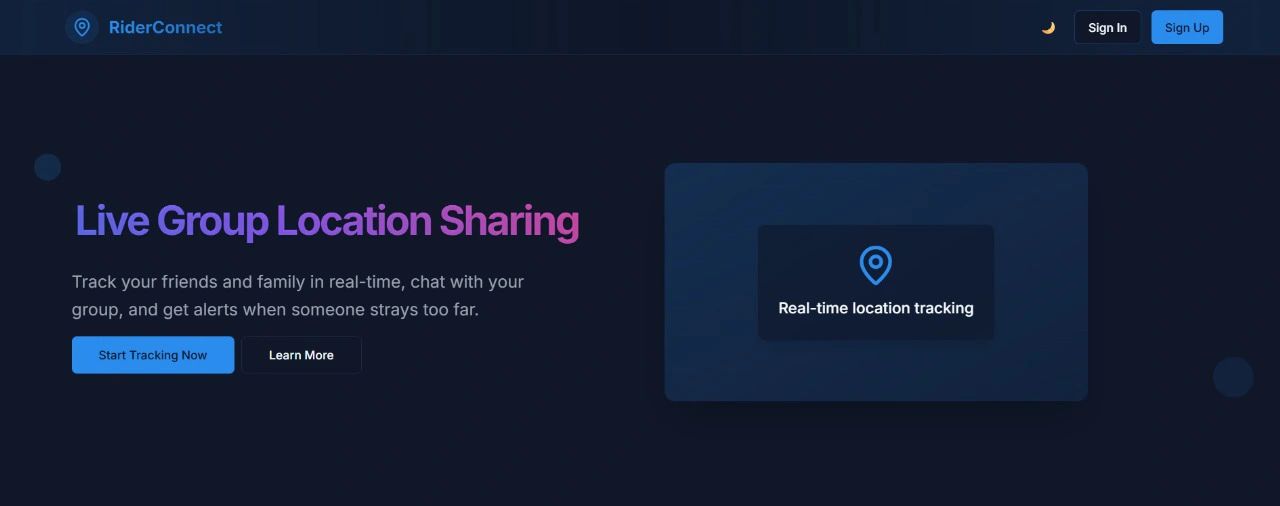 RiderConnect
Sign In
Sign Up
Live Group Location Sharing
Track your friends and family in real-time, chat with your
group, and get alerts when someone strays too far.
Start Tracking Now
Learn More
Real-time location tracking